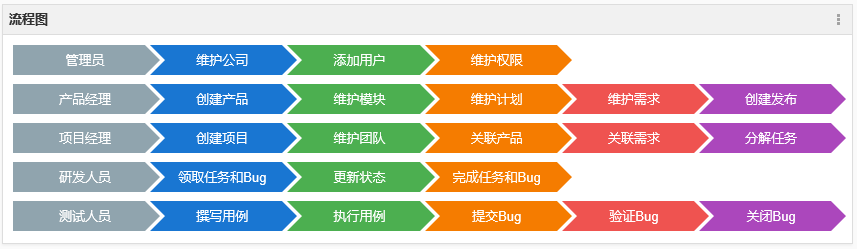 流程图
管理员 维护公司 添加用户 维护权限
产品经理 创建产品 维护模块 维护计划 维护需求 创建发布
项目经理 创建项目 维护团队 关联产品 关联需求 分解任务
研发人员 领取任务和Bug 更新状态 完成任务和Bug
测试人员 撰写用例 执行用例 提交Bug 验证Bug 关闭Bug